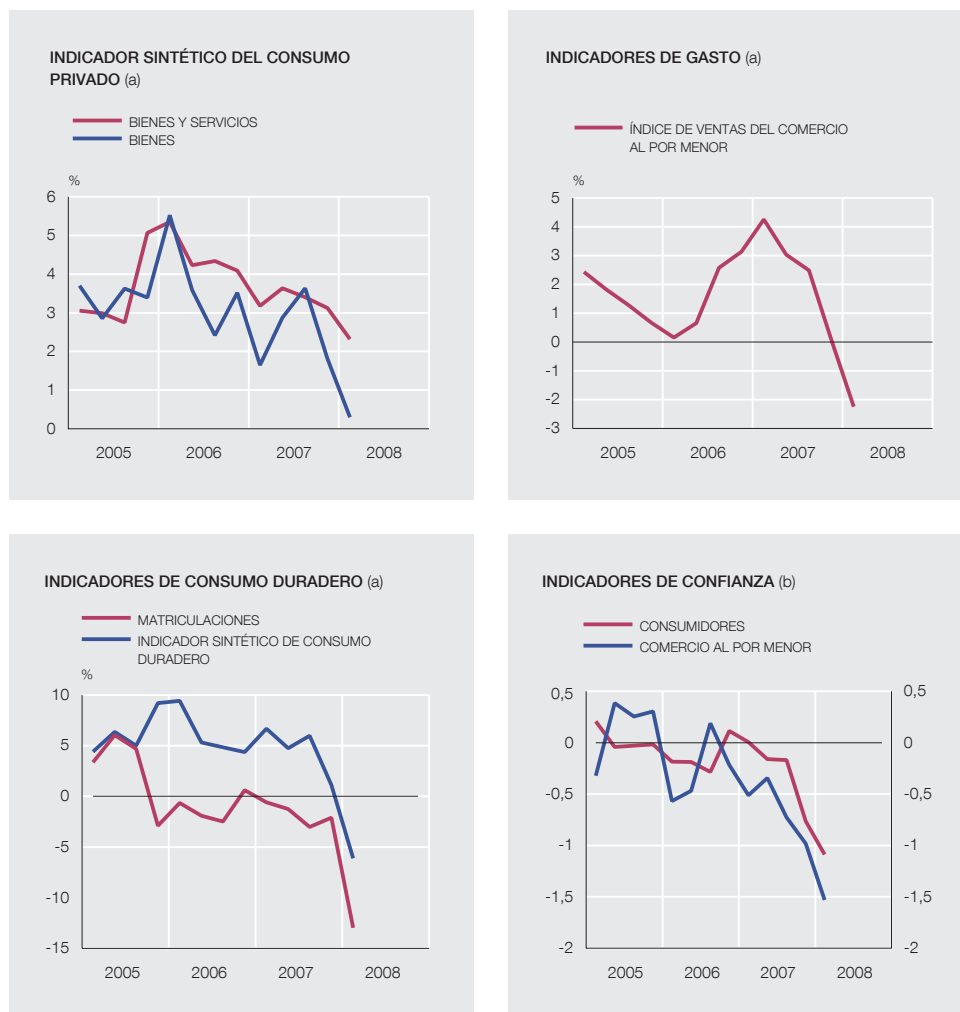 INDICADOR SINTÉTICO DEL CONSUMO
PRIVADO (a)
BIENES Y SERVICIOS
BIENES
%
6
5
4
3
2
1
0
2005 2006 2007 2008
INDICADORES DE GASTO (a)
ÍNDICE DE VENTAS DEL COMERCIO
AL POR MENOR
%
5
4
3
2
1
0
-1
-2
-3
2005 2006 2007 2008
INDICADORES DE CONSUMO DURADERO (a)
MATRICULACIONES
INDICADOR SINTÉTICO DE CONSUMO
DURADERO
%
10
5
0
-5
-10
-15
2005 2006 2007 2008
INDICADORES DE CONFIANZA (b)
CONSUMIDORES
COMERCIO AL POR MENOR
0,5 0,5
0 0
-0,5 -0,5
-1 -1
-1,5 -1,5
-2 -2
2005 2006 2007 2008